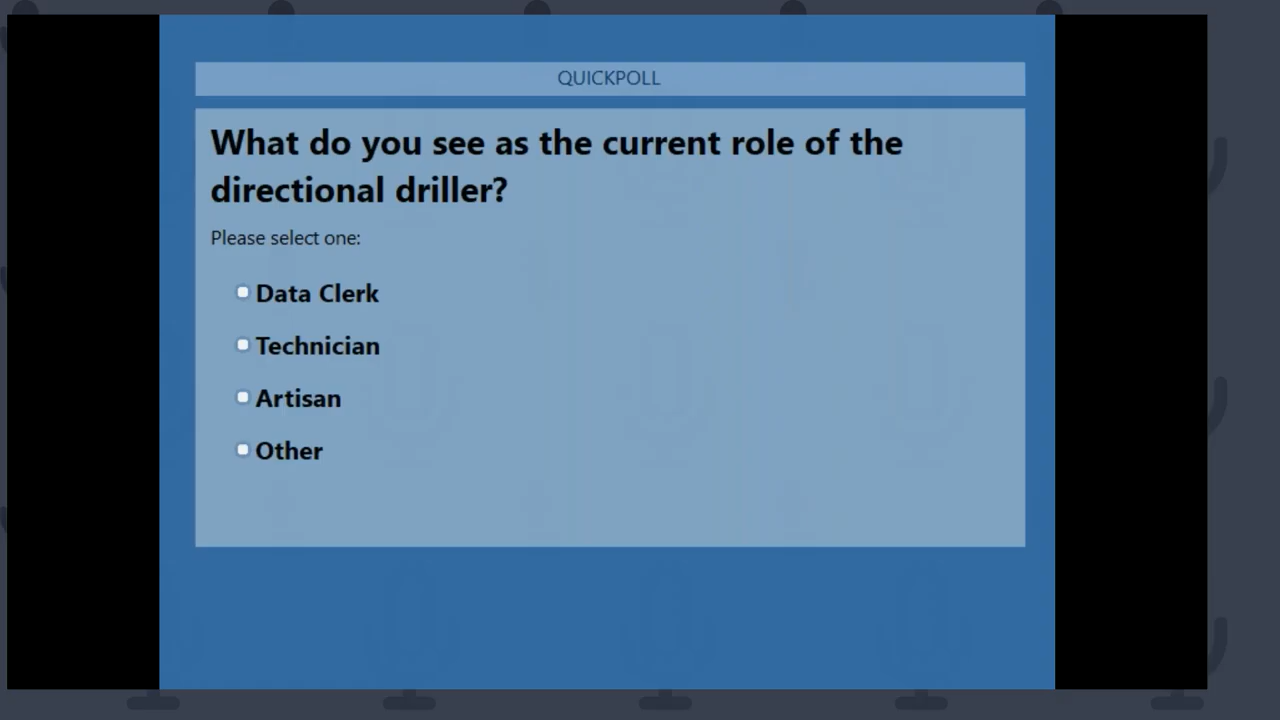 QUICKPOLL
What do you see as the current role of the
directional driller?
Please select one:
Data Clerk
Technician
Artisan
Other